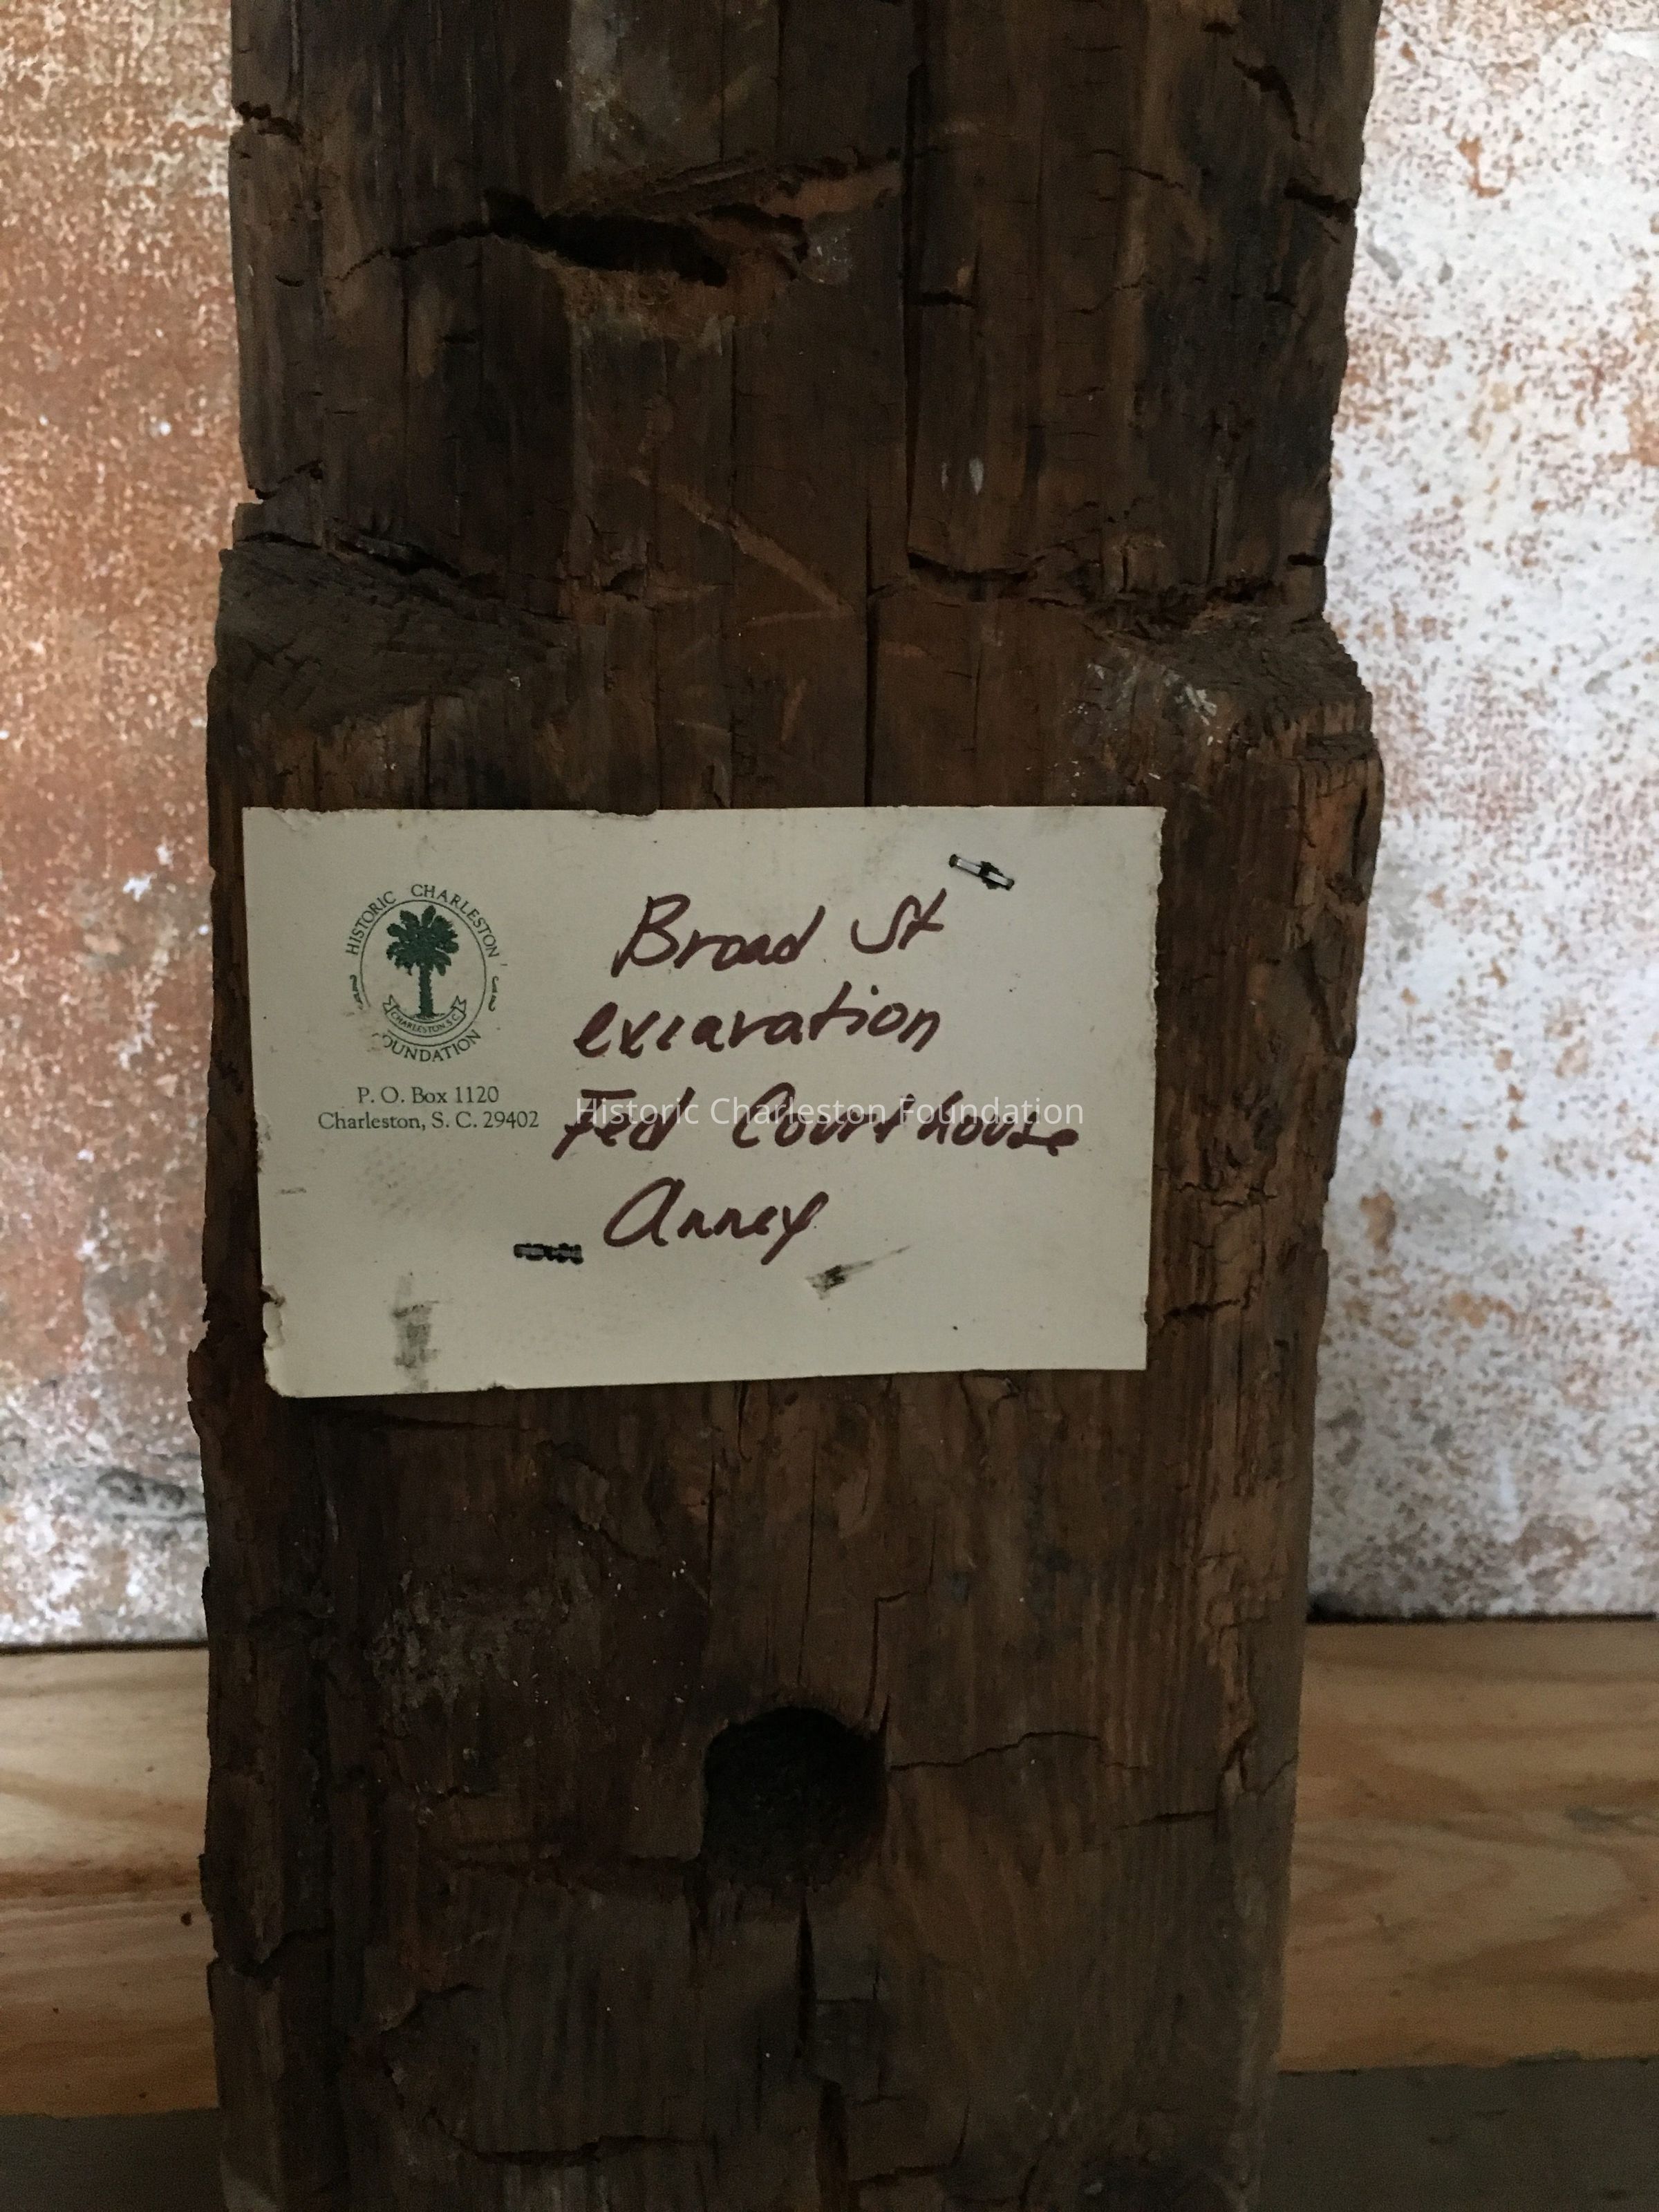 HISTORIC CHARLESTON
CHARLESTON S.C.
FOUNDATION
P. O. Box 1120
Charleston, S. C. 29402
Broad St
excavation
Fed Courthouse
Annex
Historic Charleston Foundation